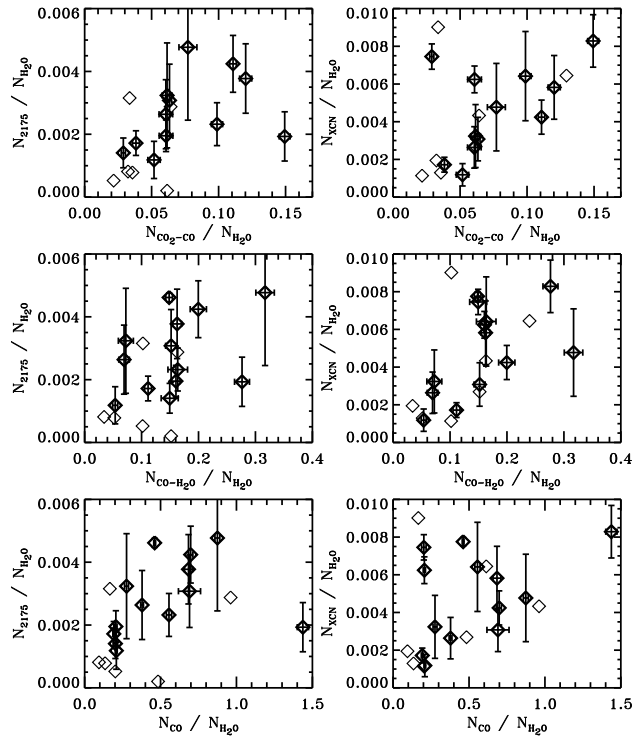 0.006
0.004
0.002
0.000
N2175 / NH2O
0.00 0.05 0.10 0.15
NCO2-CO / NH2O
0.010
0.008
0.006
0.004
0.002
0.000
NXCN / NH2O
0.00 0.05 0.10 0.15
NCO2-CO / NH2O
0.006
0.004
0.002
0.000
N2175 / NH2O
0.0 0.1 0.2 0.3 0.4
NCO-H2O / NH2O
0.010
0.008
0.006
0.004
0.002
0.000
NXCN / NH2O
0.0 0.1 0.2 0.3 0.4
NCO-H2O / NH2O
0.006
0.004
0.002
0.000
N2175 / NH2O
0.0 0.5 1.0 1.5
NCO / NH2O
0.010
0.008
0.006
0.004
0.002
0.000
NXCN / NH2O
0.0 0.5 1.0 1.5
NCO / NH2O